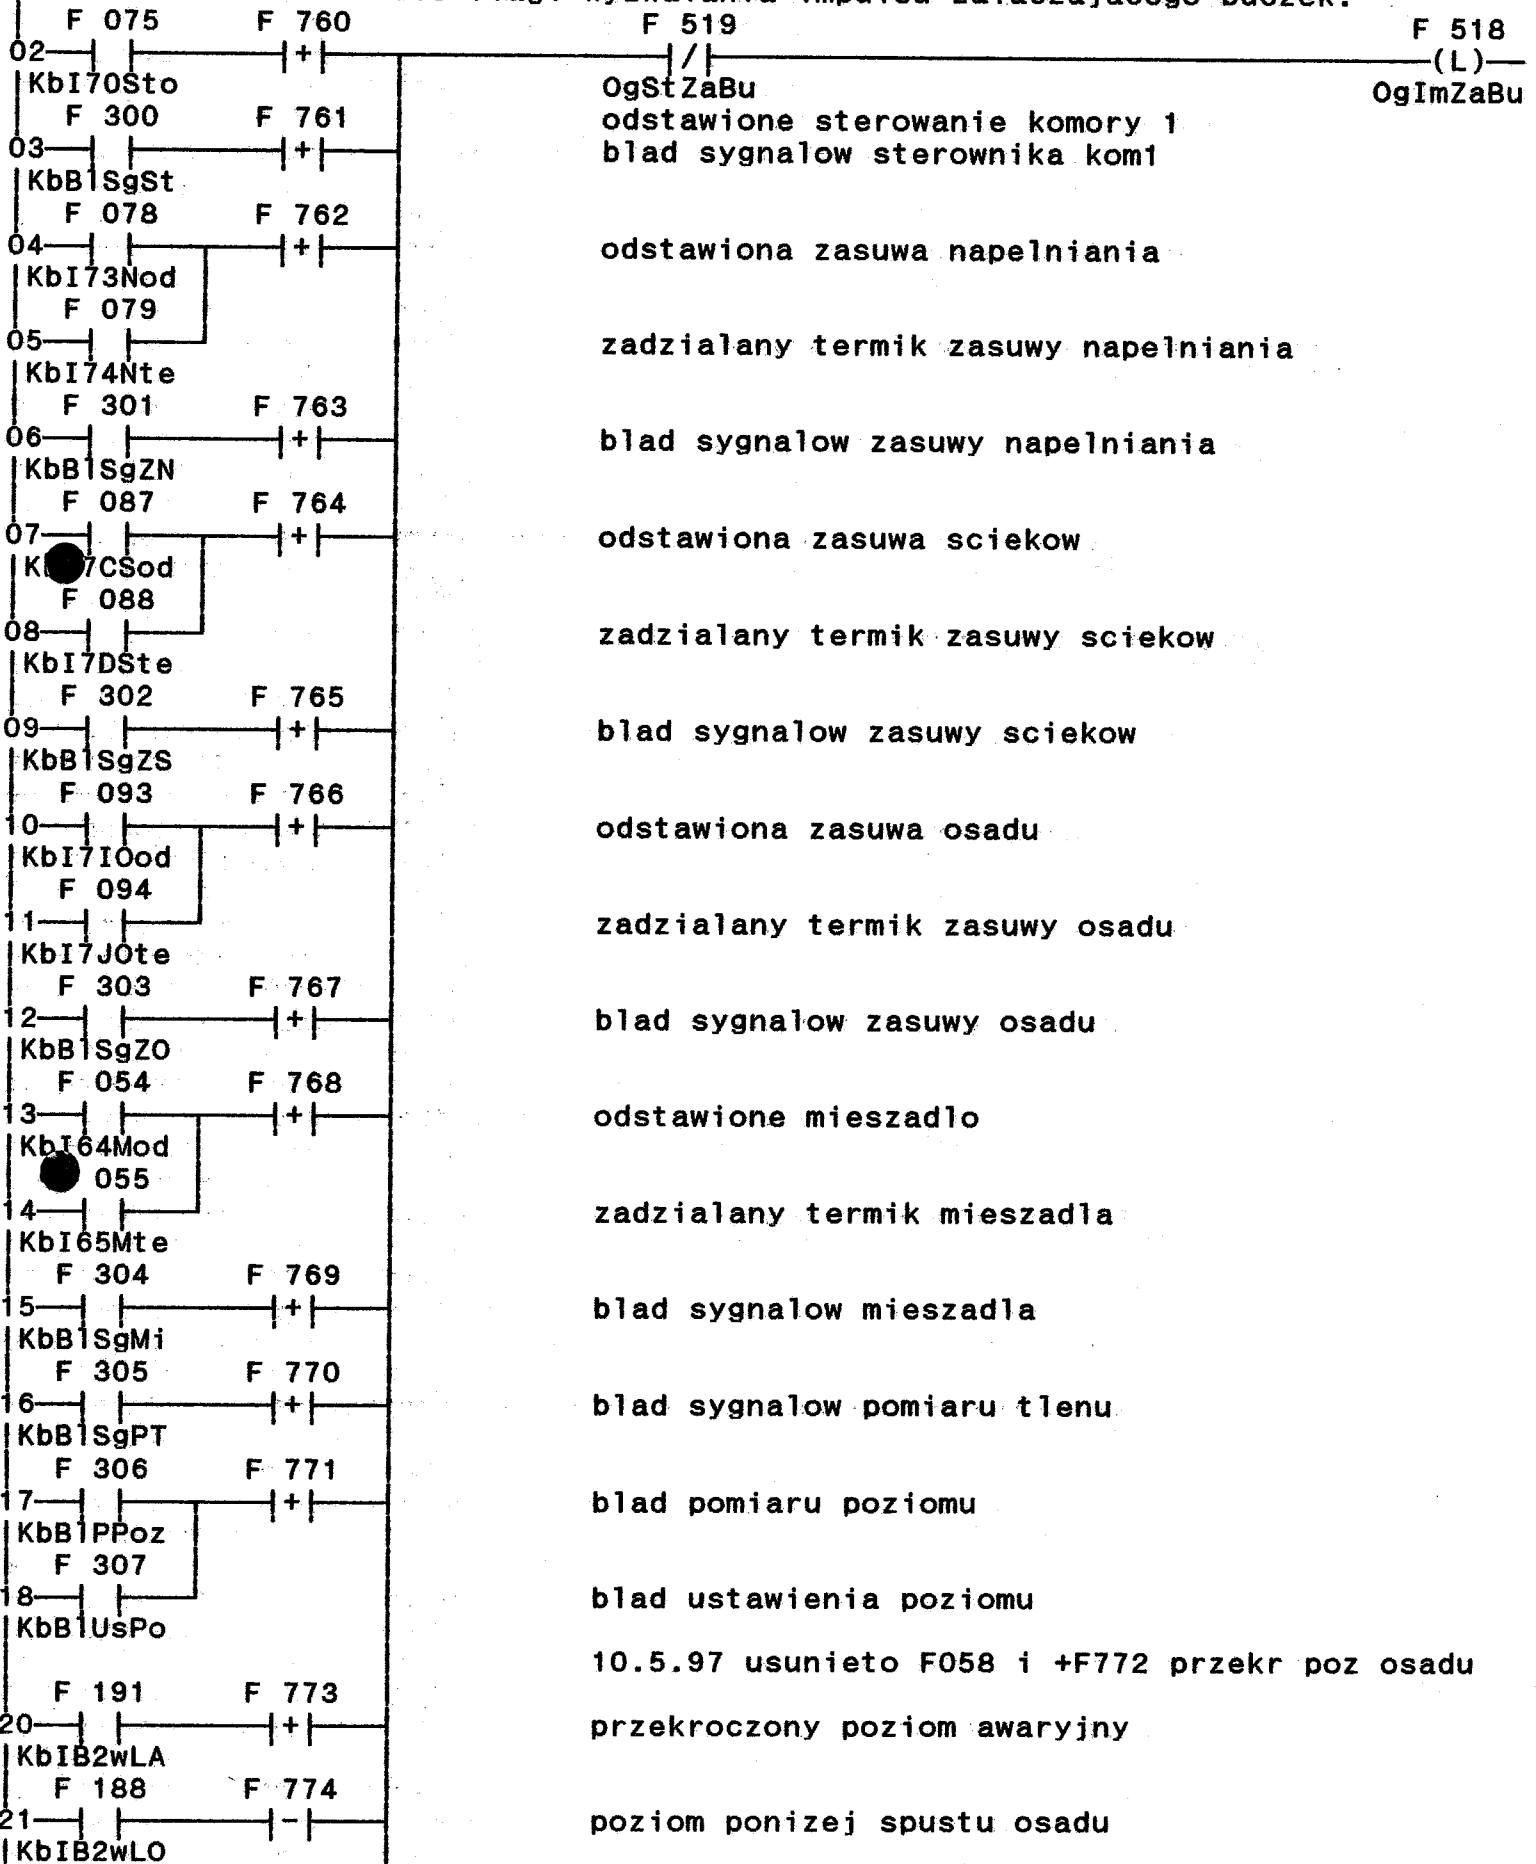 F 075 F 760 F 519 F 518
02 + / (L)
KbI70Sto OgStZaBu OgImZaBu
F 300 F 761 odstawione sterowanie komory 1
03 + blad sygnalow sterownika kom1
KbB1SgSt
F 078 F 762
04 + odstawiona zasuwa napelniania
KbI73Nod
F 079
05 zadzialany termik zasuwy napelniania
KbI74Nte
F 301 F 763
06 + blad sygnalow zasuwy napelniania
KbB1SgZN
F 087 F 764
07 + odstawiona zasuwa sciekow
7CSod
F 088
08 zadzialany termik zasuwy sciekow
KbI7DSte
F 302 F 765
09 + blad sygnalow zasuwy sciekow
KbB1SgZS
F 093 F 766
10 + odstawiona zasuwa osadu
KbI7IOod
F 094
11 zadzialany termik zasuwy osadu
KbI7JOte
F 303 F 767
12 + blad sygnalow zasuwy osadu
KbB1SgZO
F 054 F 768
13 + odstawione mieszadlo
KbI64Mod
055
14 zadzialany termik mieszadla
KbI65Mte
F 304 F 769
15 + blad sygnalow mieszadla
KbB1SgMi
F 305 F 770
16 + blad sygnalow pomiaru tlenu
KbB1SgPT
F 306 F 771
17 + blad pomiaru poziomu
KbB1PPoz
F 307
18 blad ustawienia poziomu
KbB1UsPo
10.5.97 usunieto F058 i +F772 przekr poz osadu
F 191 F 773
20 + przekroczony poziom awaryjny
KbIB2wLA
F 188 F 774
21 - poziom ponizej spustu osadu
KbIB2wLO